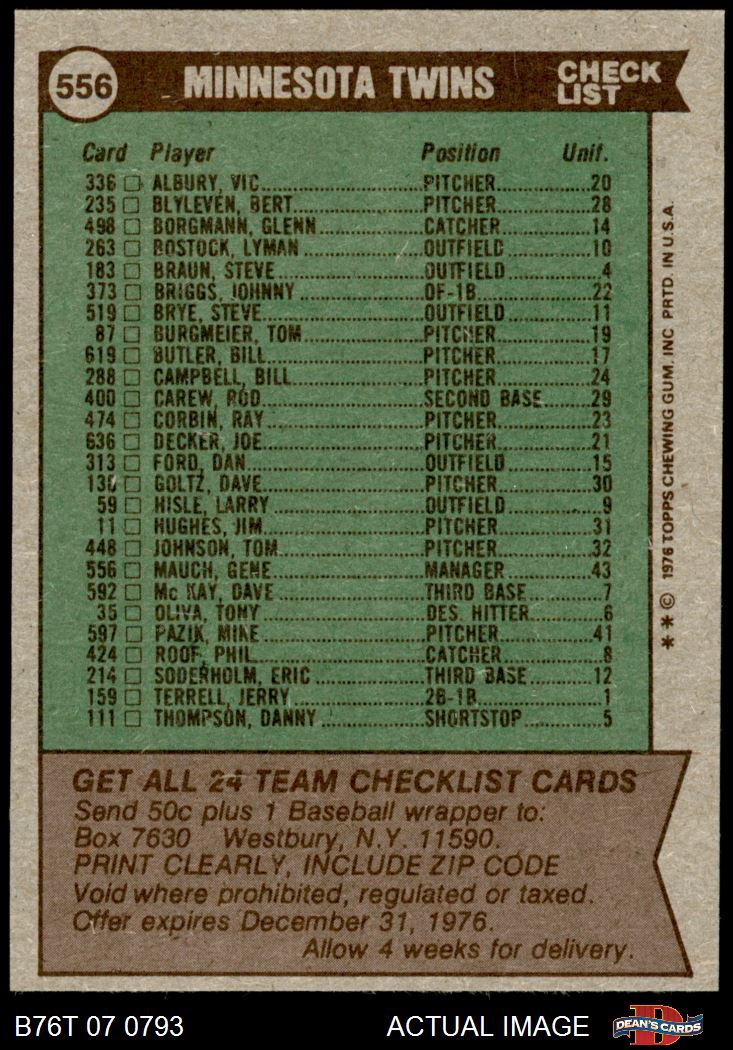 556 MINNESOTA TWINS CHECK LIST
Card Player Position Unif.
336 □ ALBURY, VIC PITCHER 20
235 □ BLYLEVEN, BERT PITCHER 28
498 □ BORGMANN, GLENN CATCHER 14
263 □ BOSTOCK, LYMAN OUTFIELD 10
183 □ BRAUN, STEVE OUTFIELD 4
373 □ BRIGGS, JOHNNY OF-1B 22
519 □ BRYE, STEVE OUTFIELD 11
87 □ BURGMEIER, TOM PITCHER 19
619 □ BUTLER, BILL PITCHER 17
288 □ CAMPBELL, BILL PITCHER 24
400 □ CAREW, ROD SECOND BASE 29
474 □ CORBIN, RAY PITCHER 23
636 □ DECKER, JOE PITCHER 21
313 □ FORD, DAN OUTFIELD 15
136 □ GOLTZ, DAVE PITCHER 30
59 □ HISLE, LARRY OUTFIELD 9
11 □ HUGHES, JIM PITCHER 31
448 □ JOHNSON, TOM PITCHER 32
556 □ MAUCH, GENE MANAGER 43
592 □ Mc KAY, DAVE THIRD BASE 7
35 □ OLIVA, TONY DES. HITTER 6
597 □ PAZIK, MIKE PITCHER 41
424 □ ROOF, PHIL CATCHER 8
214 □ SODERHOLM, ERIC THIRD BASE 12
159 □ TERRELL, JERRY 2B-1B 1
111 □ THOMPSON, DANNY SHORTSTOP 5
* * © 1976 TOPPS CHEWING GUM, INC PRTD. IN U.S.A.
GET ALL 24 TEAM CHECKLIST CARDS
Send 50c plus 1 Baseball wrapper to:
Box 7630 Westbury, N.Y. 11590.
PRINT CLEARLY, INCLUDE ZIP CODE
Void where prohibited, regulated or taxed.
Offer expires December 31, 1976.
Allow 4 weeks for delivery.
B76T 07 0793 ACTUAL IMAGE DEAN'S CARDS